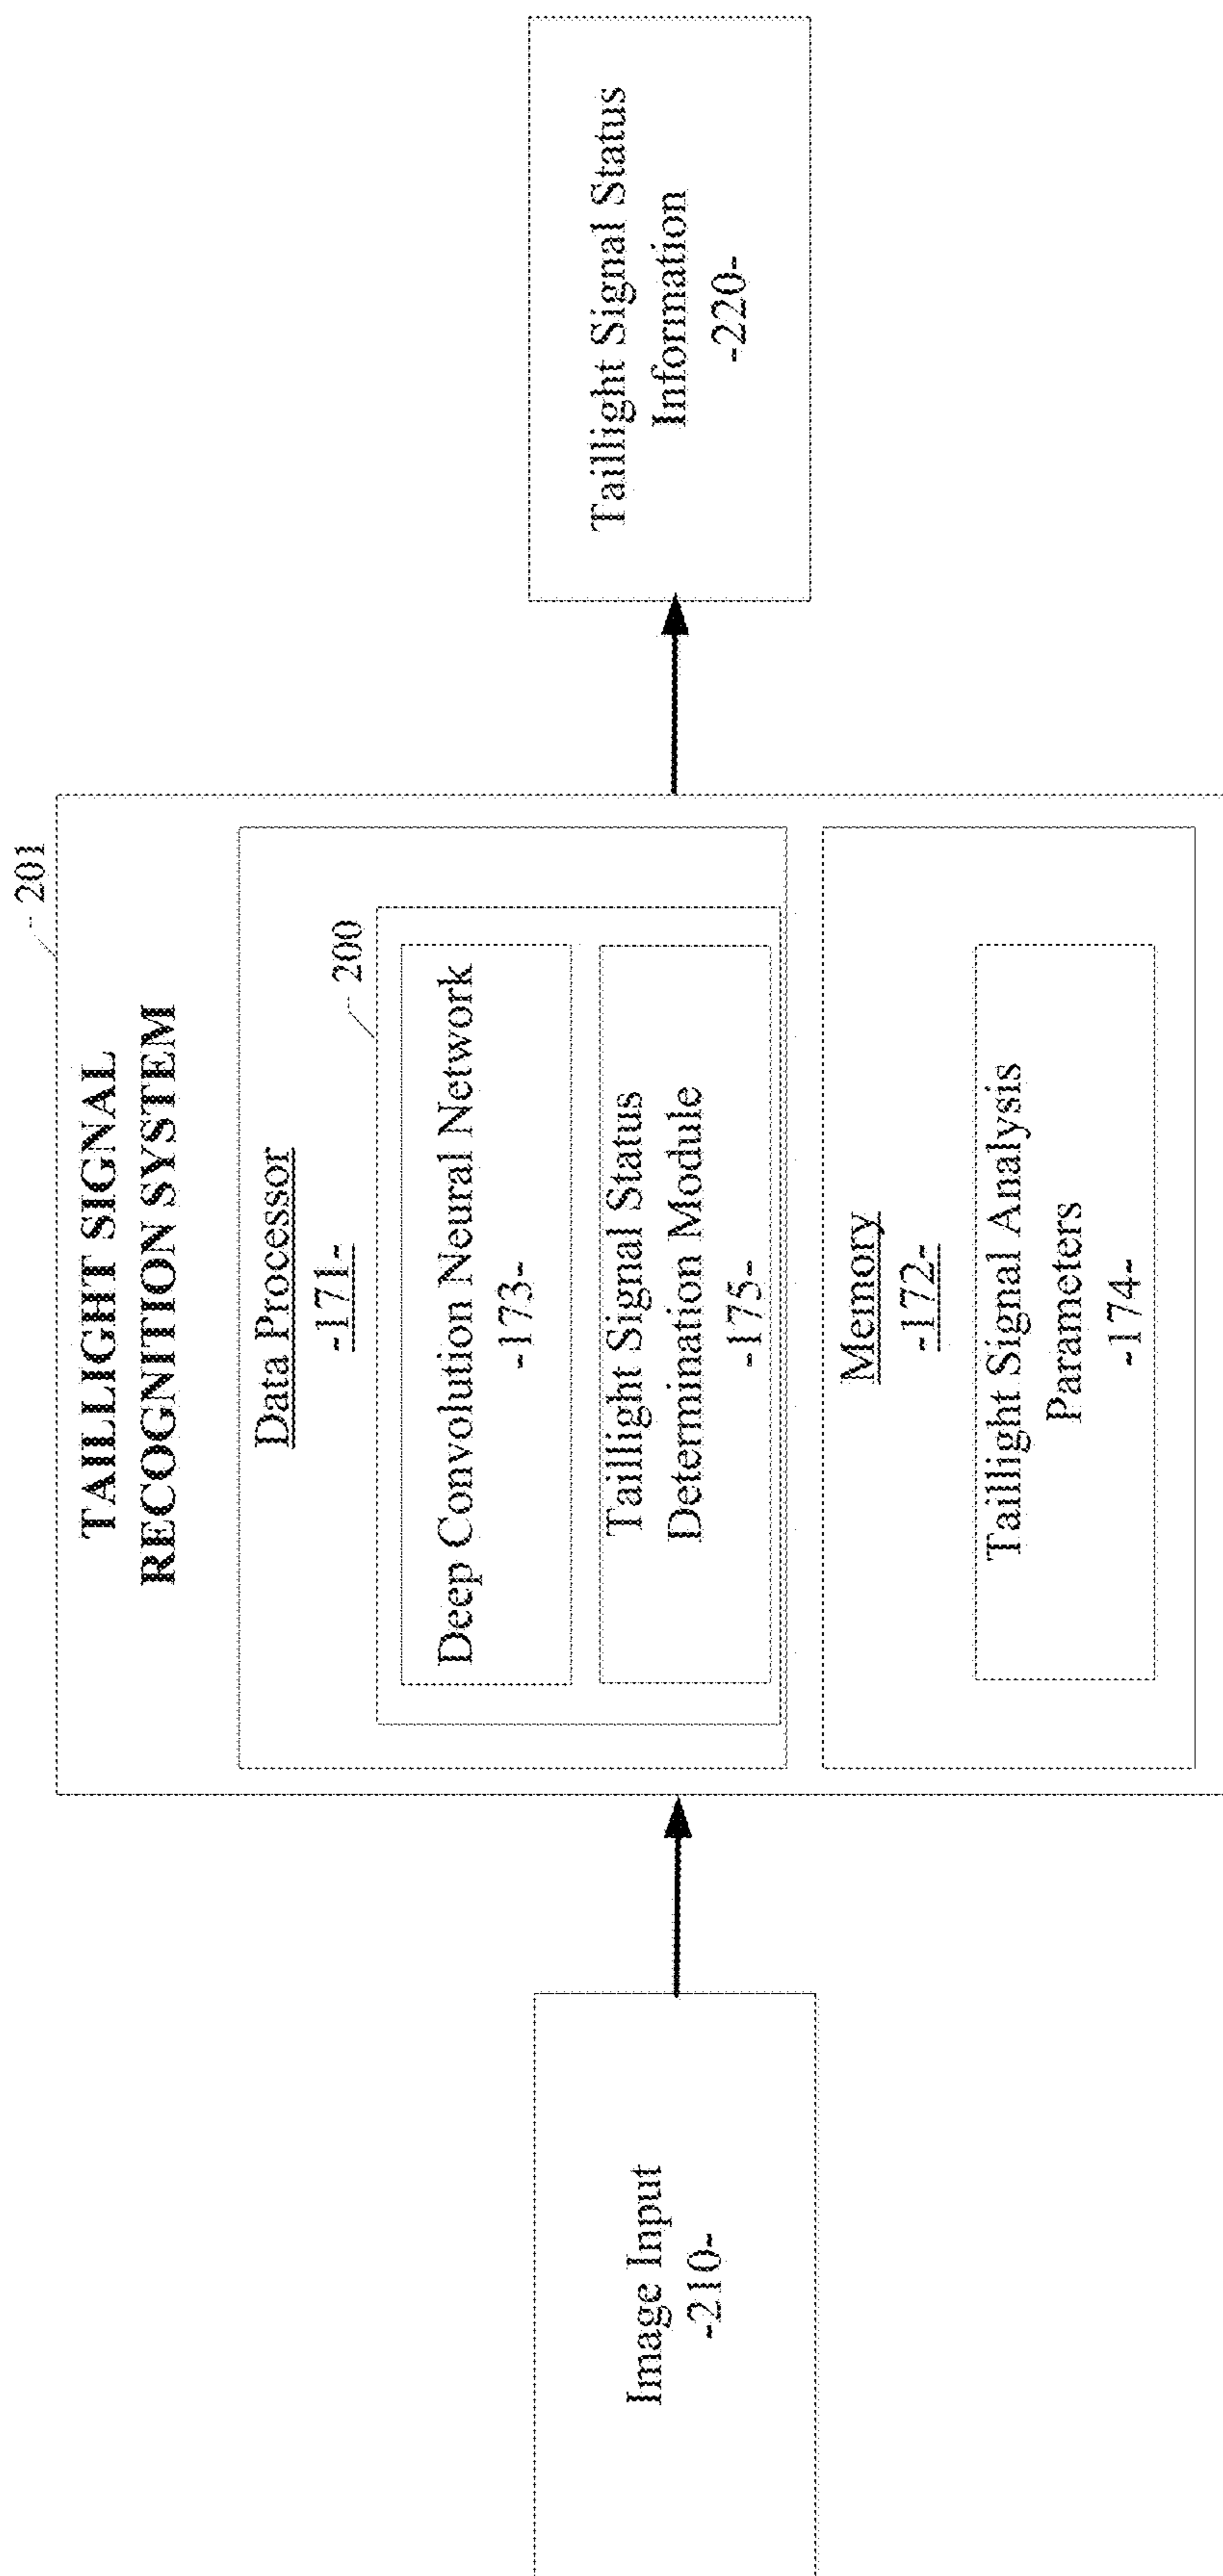 201
TAILLIGHT SIGNAL
RECOGNITION SYSTEM
Data Processor
-171-
200
Deep Convolution Neural Network
-173-
Taillight Signal Status
Determination Module
-175-
Memory
-172-
Taillight Signal Analysis
Parameters
-174-
Image Input
-210-
Taillight Signal Status
Information
-220-